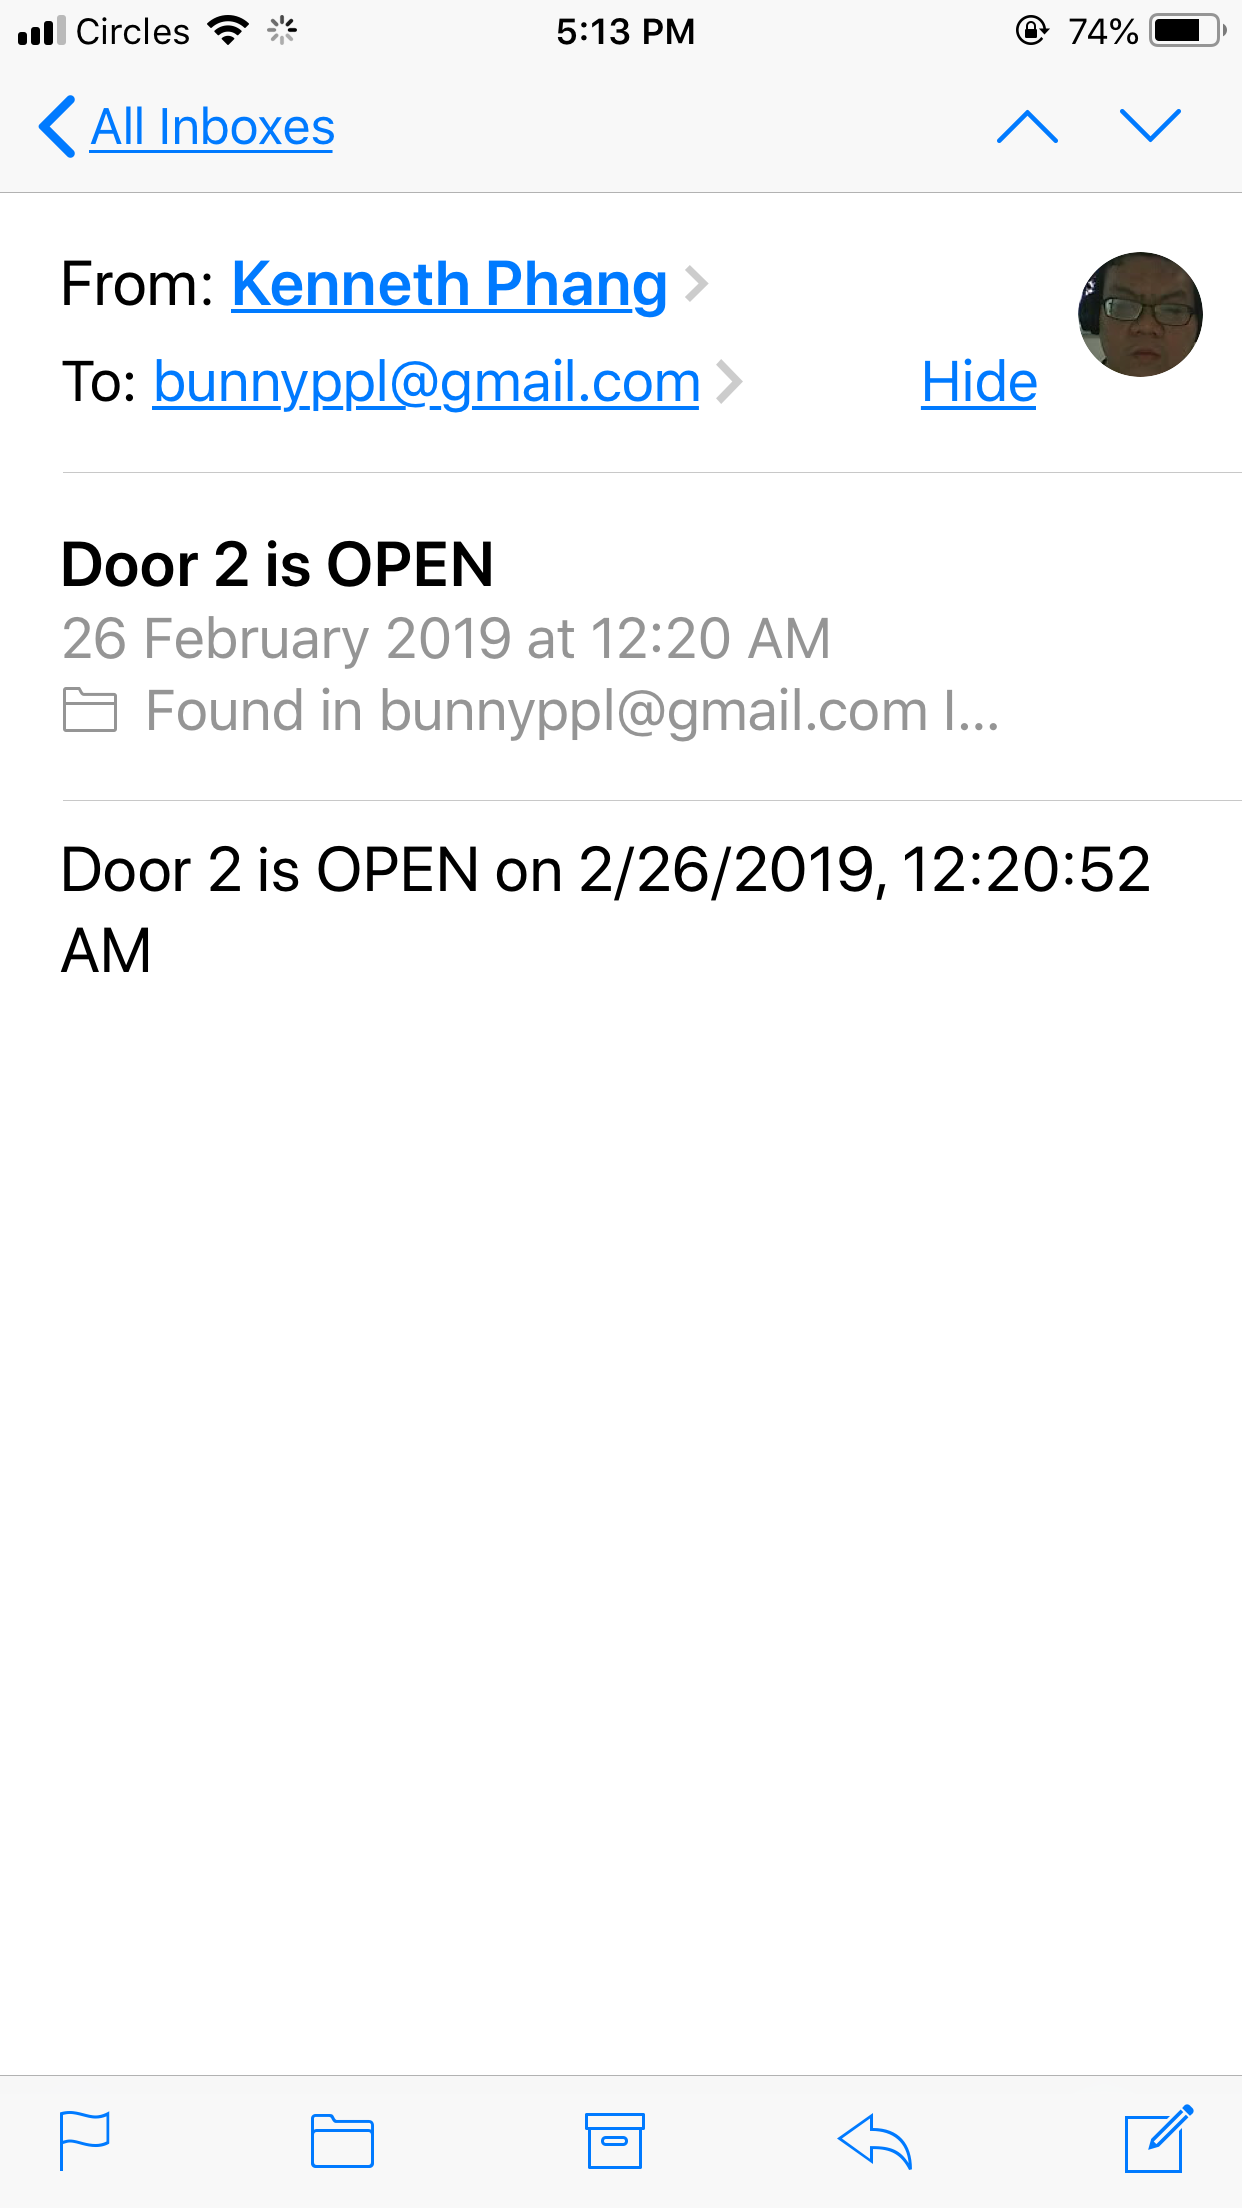 Circles 5:13 PM 74%
All Inboxes
From: Kenneth Phang
To: bunnyppl@gmail.com Hide
Door 2 is OPEN
26 February 2019 at 12:20 AM
Found in bunnyppl@gmail.com I...
Door 2 is OPEN on 2/26/2019, 12:20:52
AM